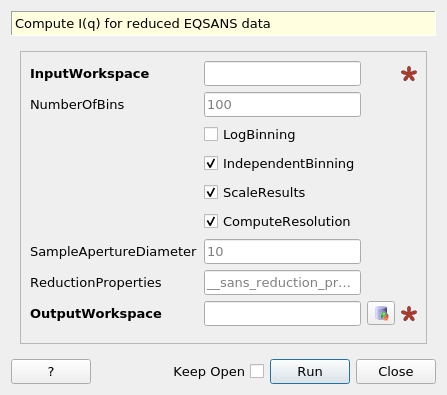 Compute I(q) for reduced EQSANS data
InputWorkspace
NumberOfBins 100
LogBinning
IndependentBinning
ScaleResults
ComputeResolution
SampleApertureDiameter 10
ReductionProperties __sans_reduction_pr...
OutputWorkspace
? Keep Open Run Close